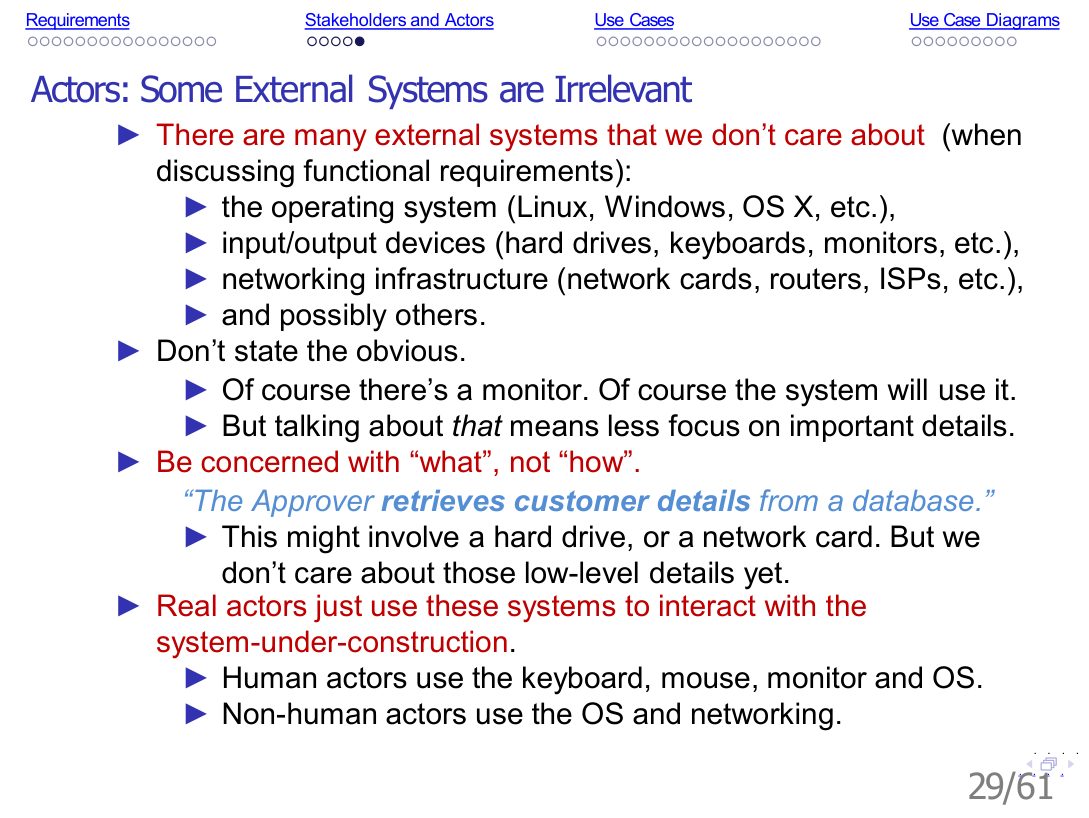 Requirements Stakeholders and Actors Use Cases Use Case Diagrams
Actors: Some External Systems are Irrelevant
► There are many external systems that we don’t care about (when
discussing functional requirements):
► the operating system (Linux, Windows, OS X, etc.),
► input/output devices (hard drives, keyboards, monitors, etc.),
► networking infrastructure (network cards, routers, ISPs, etc.),
► and possibly others.
► Don’t state the obvious.
► Of course there’s a monitor. Of course the system will use it.
► But talking about that means less focus on important details.
► Be concerned with “what”, not “how”.
“The Approver retrieves customer details from a database.”
► This might involve a hard drive, or a network card. But we
don’t care about those low-level details yet.
► Real actors just use these systems to interact with the
system-under-construction.
► Human actors use the keyboard, mouse, monitor and OS.
► Non-human actors use the OS and networking.
29/61